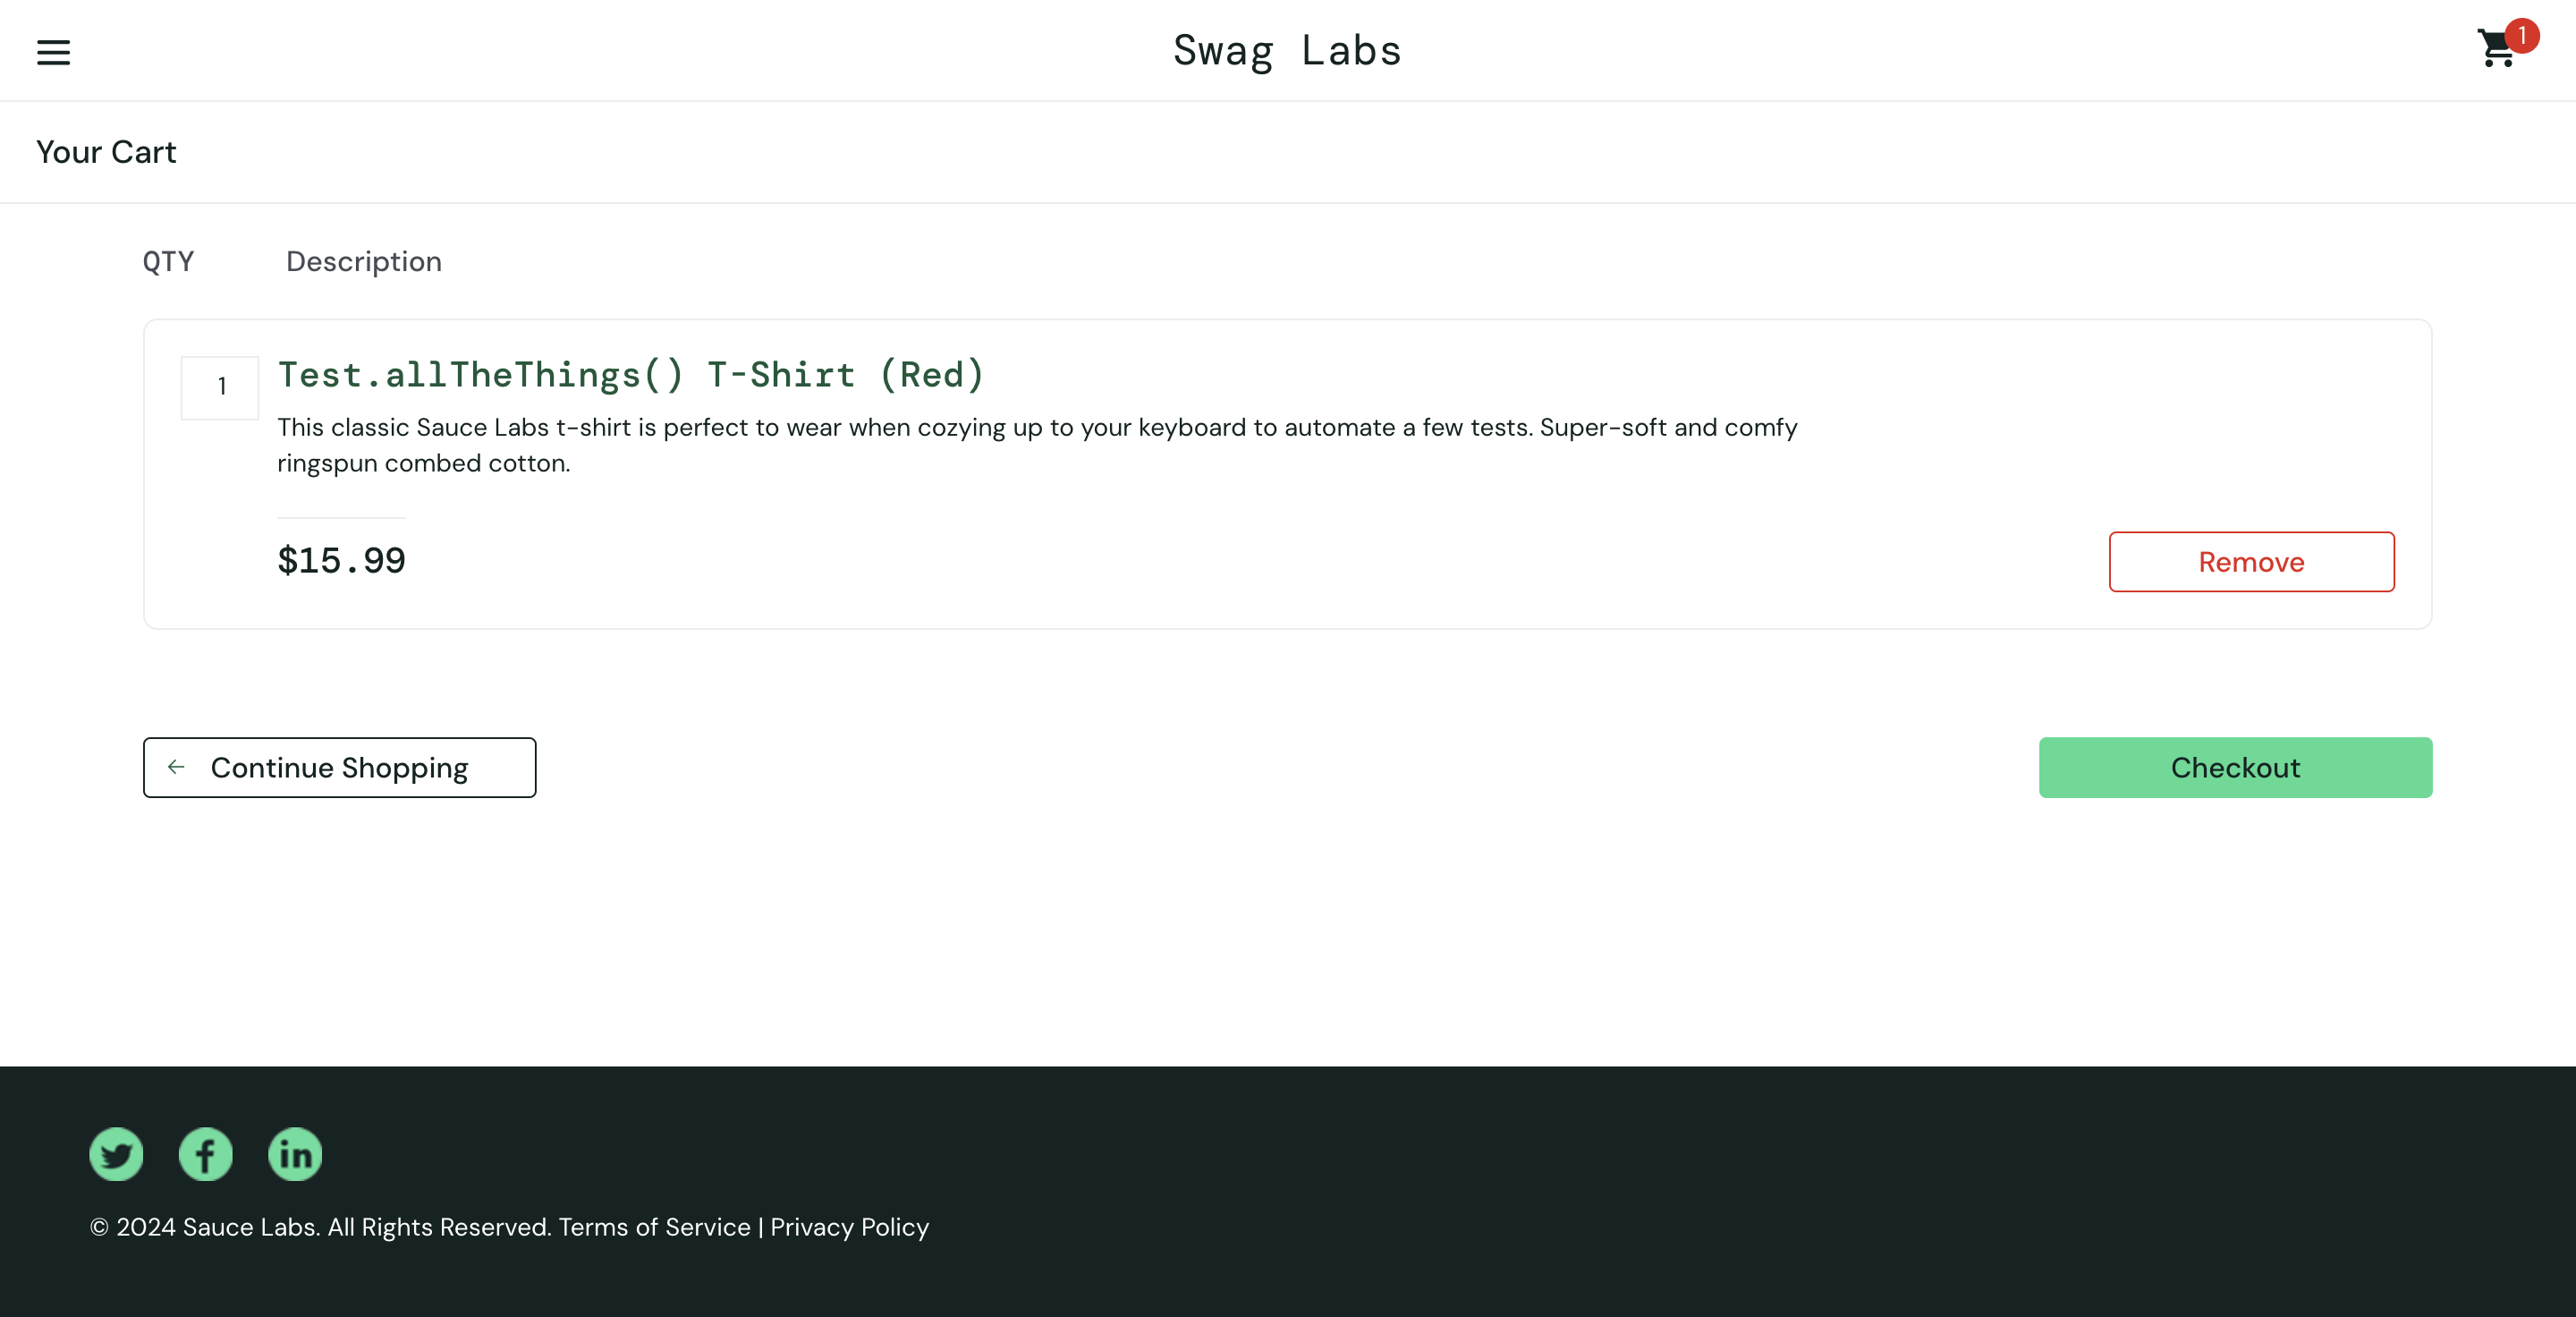 Swag Labs
1
Your Cart
QTY Description
1
Test.allTheThings() T-Shirt (Red)
This classic Sauce Labs t-shirt is perfect to wear when cozying up to your keyboard to automate a few tests. Super-soft and comfy
ringspun combed cotton.
$15.99
Remove
Continue Shopping
Checkout
© 2024 Sauce Labs. All Rights Reserved. Terms of Service | Privacy Policy